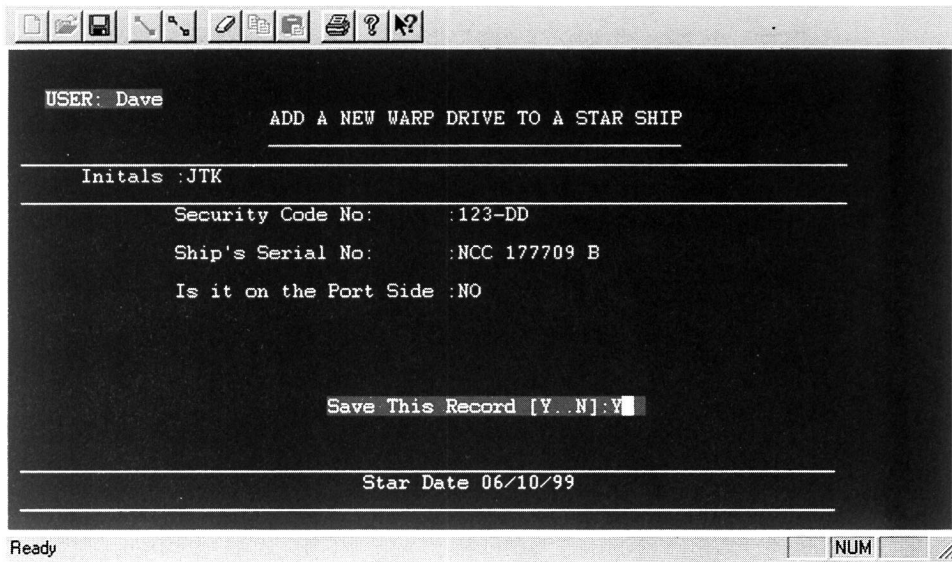 USER: Dave
ADD A NEW WARP DRIVE TO A STAR SHIP
Initals :JTK
Security Code No: :123-DD
Ship's Serial No: :NCC 177709 B
Is it on the Port Side :NO
Save This Record [Y..N]:Y
Star Date 06/10/99
Ready NUM